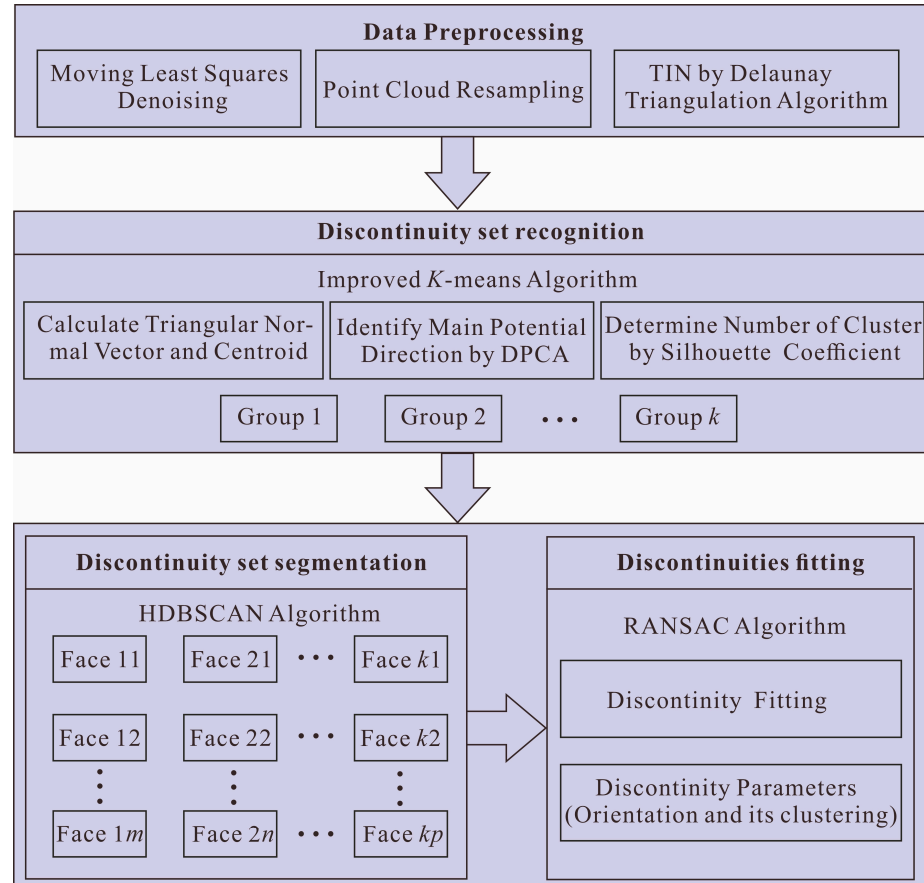 Data Preprocessing
Moving Least Squares
Denoising
Point Cloud Resampling
TIN by Delaunay
Triangulation Algorithm
Discontinuity set recognition
Improved K-means Algorithm
Calculate Triangular Nor-
mal Vector and Centroid
Identify Main Potential
Direction by DPCA
Determine Number of Cluster
by Silhouette Coefficient
Group 1
Group 2
•••
Group k
Discontinuity set segmentation
HDBSCAN Algorithm
Face 11
Face 21
•••
Face k1
Face 12
Face 22
•••
Face k2
Face 1m
Face 2n
•••
Face kp
Discontinuities fitting
RANSAC Algorithm
Discontinity Fitting
Discontinity Parameters
(Orientation and its clustering)